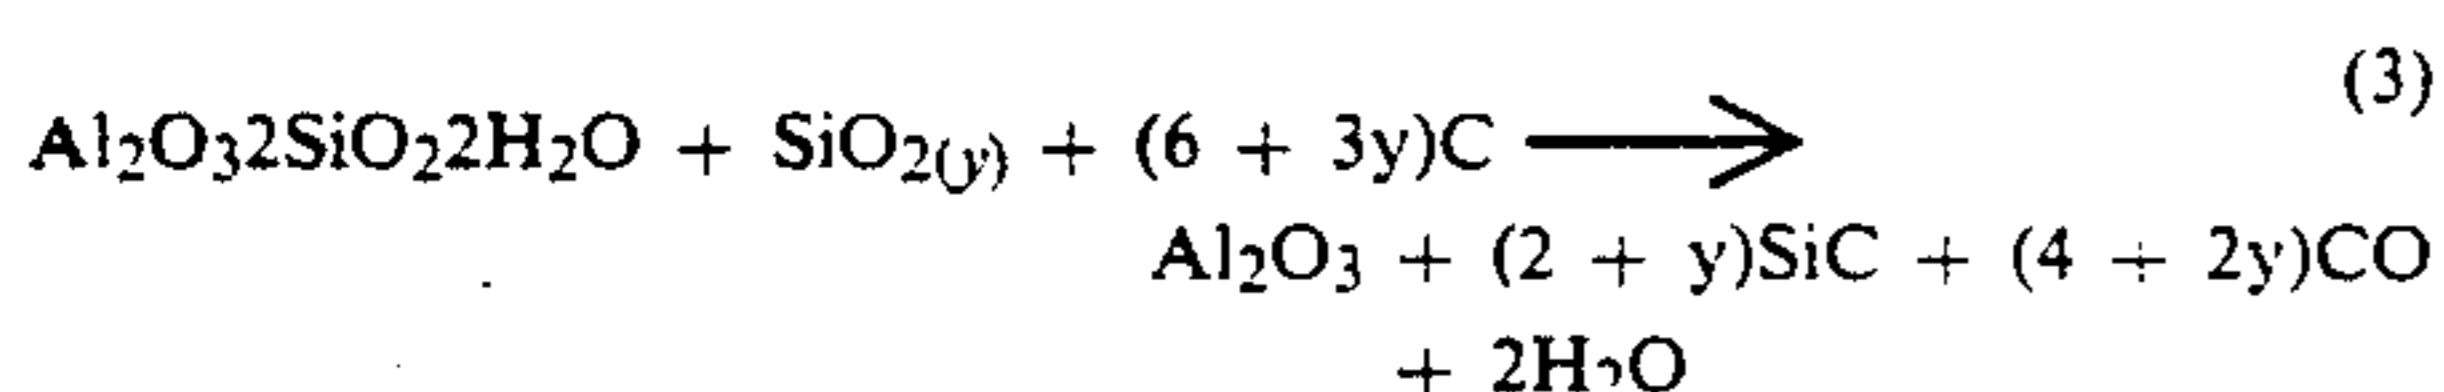 (3)
Al₂O₃2SiO₂2H₂O + SiO₂₍y₎ + (6 + 3y)C ⟶
Al₂O₃ + (2 + y)SiC + (4 + 2y)CO
+ 2H₂O